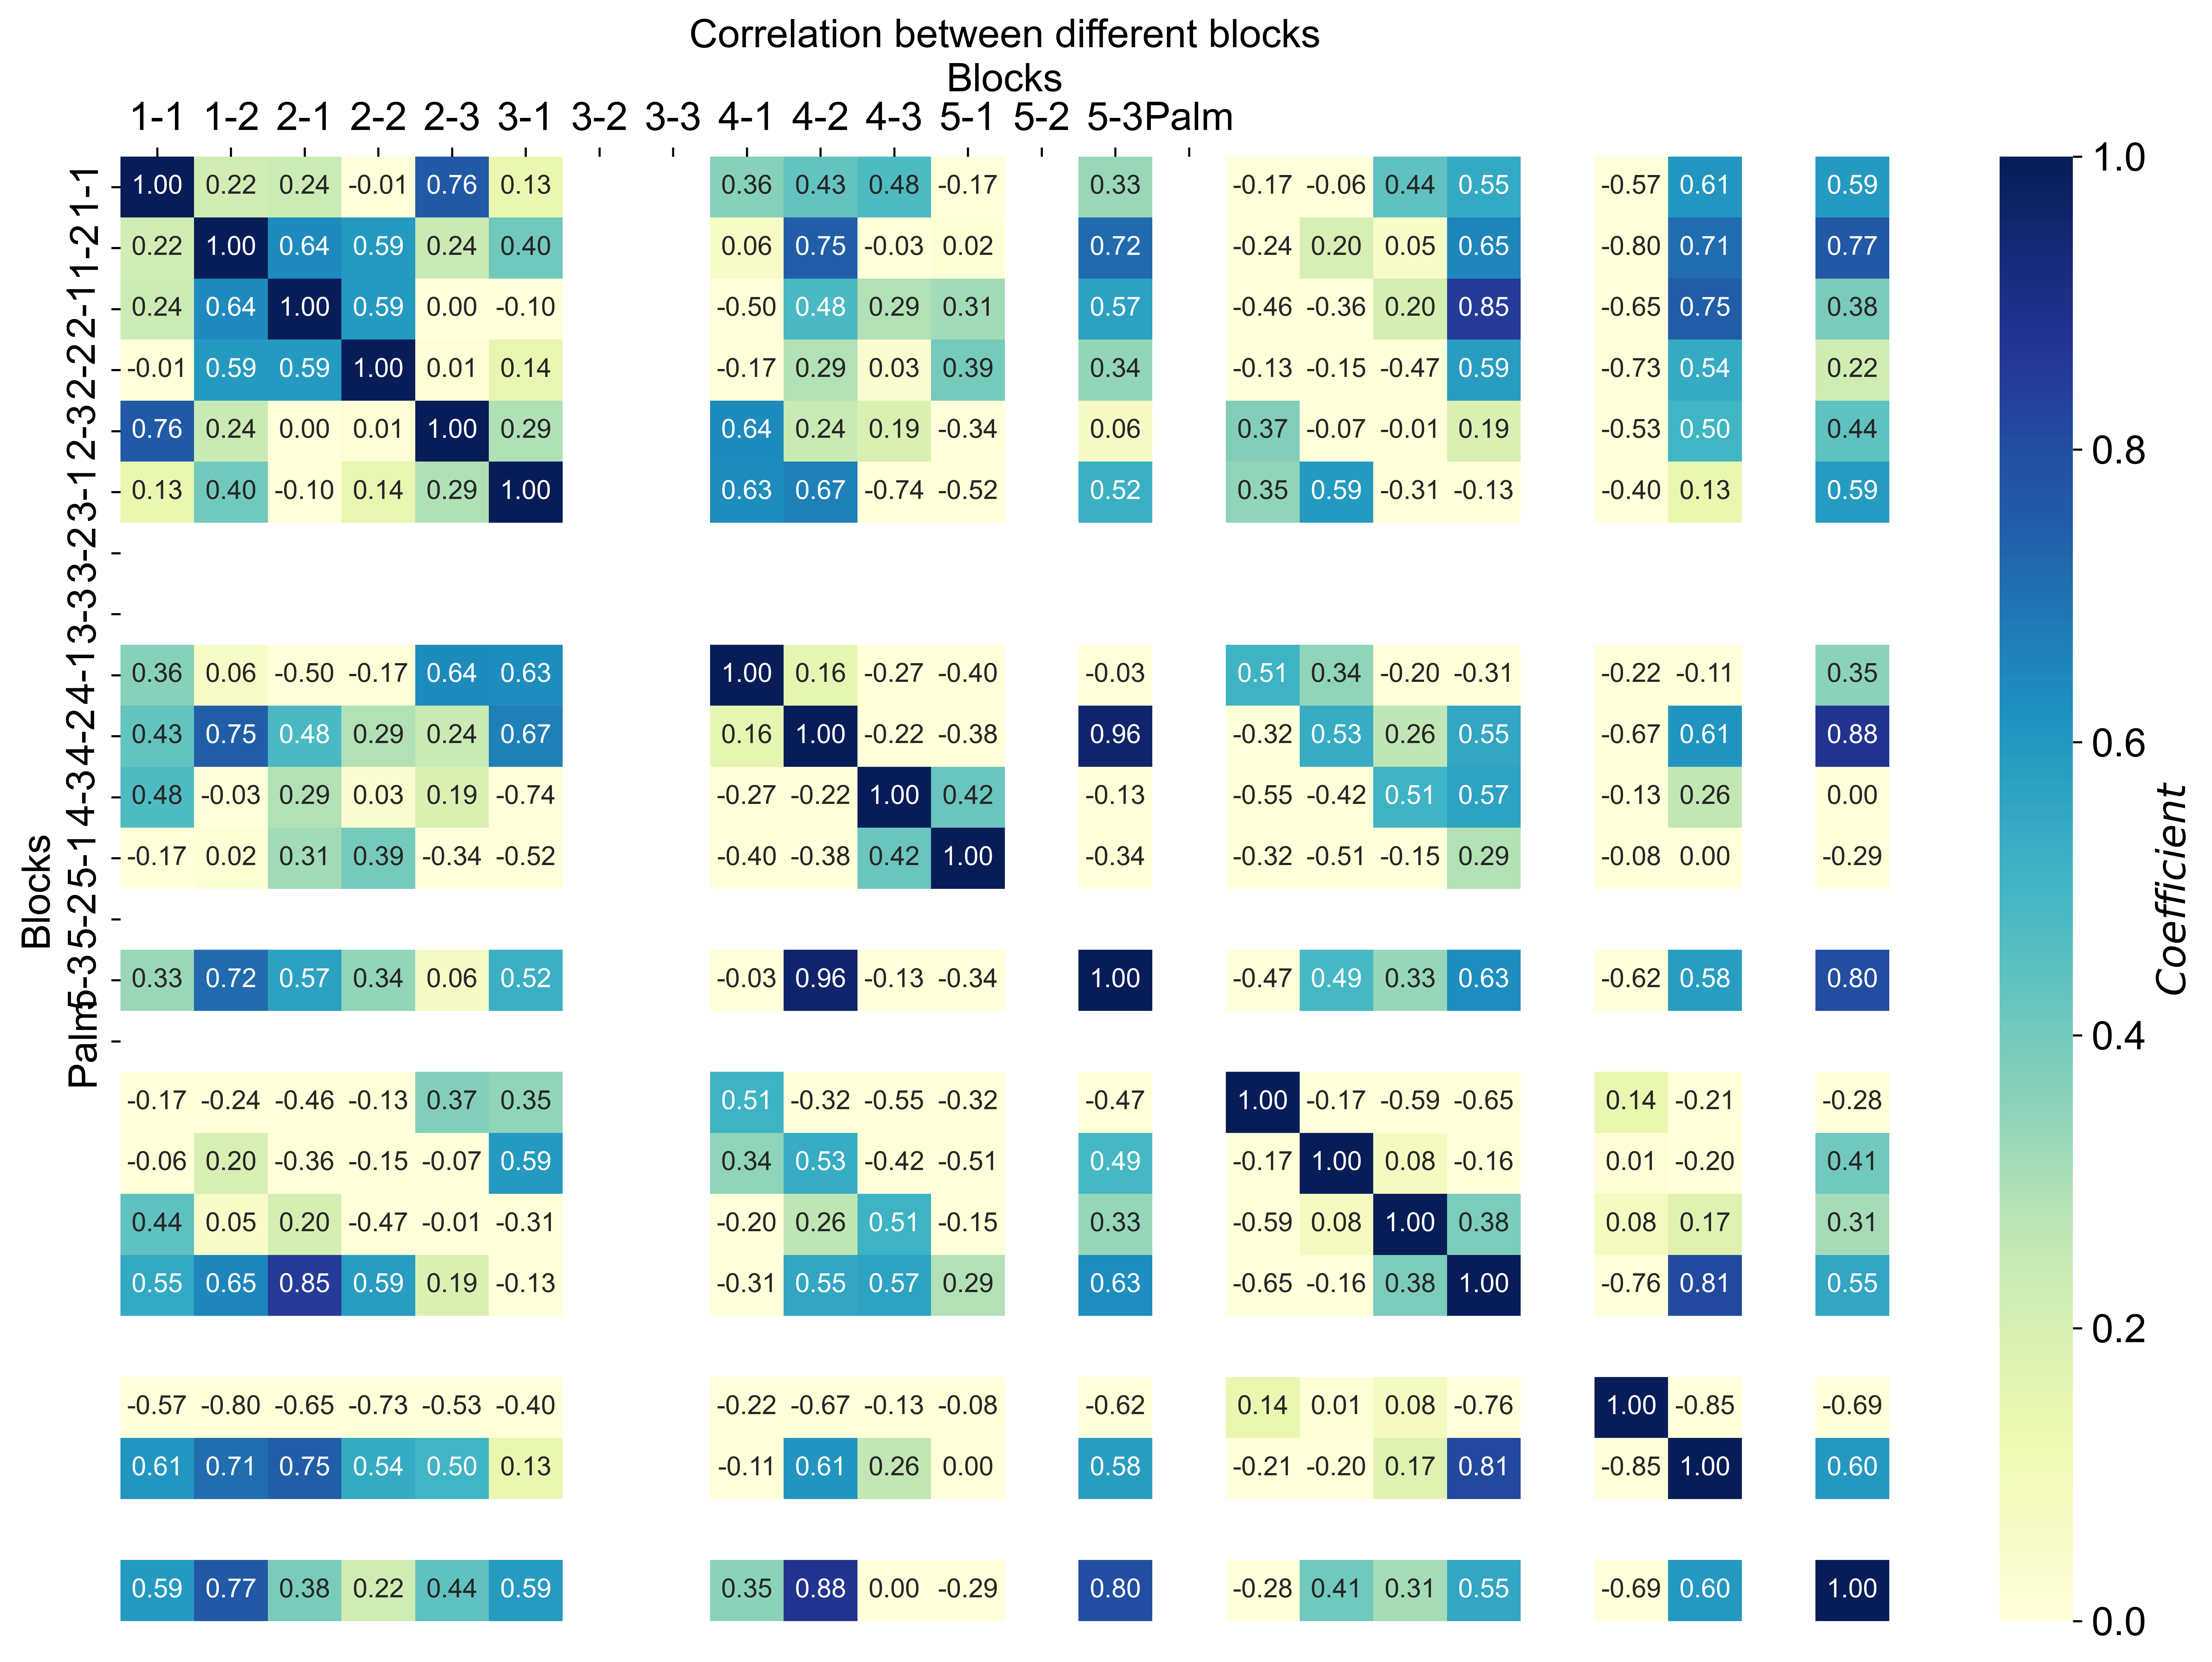 Correlation between different blocks
Blocks
1-1 1-2 2-1 2-2 2-3 3-1 3-2 3-3 4-1 4-2 4-3 5-1 5-2 5-3 Palm
1-1 1.00 0.22 0.24 -0.01 0.76 0.13 0.36 0.43 0.48 -0.17 0.33 -0.17 -0.06 0.44 0.55 -0.57 0.61 0.59
1-2 0.22 1.00 0.64 0.59 0.24 0.40 0.06 0.75 -0.03 0.02 0.72 -0.24 0.20 0.05 0.65 -0.80 0.71 0.77
2-1 0.24 0.64 1.00 0.59 0.00 -0.10 -0.50 0.48 0.29 0.31 0.57 -0.46 -0.36 0.20 0.85 -0.65 0.75 0.38
2-2 -0.01 0.59 0.59 1.00 0.01 0.14 -0.17 0.29 0.03 0.39 0.34 -0.13 -0.15 -0.47 0.59 -0.73 0.54 0.22
2-3 0.76 0.24 0.00 0.01 1.00 0.29 0.64 0.24 0.19 -0.34 0.06 0.37 -0.07 -0.01 0.19 -0.53 0.50 0.44
3-1 0.13 0.40 -0.10 0.14 0.29 1.00 0.63 0.67 -0.74 -0.52 0.52 0.35 0.59 -0.31 -0.13 -0.40 0.13 0.59
3-2
3-3
4-1 0.36 0.06 -0.50 -0.17 0.64 0.63 1.00 0.16 -0.27 -0.40 -0.03 0.51 0.34 -0.20 -0.31 -0.22 -0.11 0.35
4-2 0.43 0.75 0.48 0.29 0.24 0.67 0.16 1.00 -0.22 -0.38 0.96 -0.32 0.53 0.26 0.55 -0.67 0.61 0.88
4-3 0.48 -0.03 0.29 0.03 0.19 -0.74 -0.27 -0.22 1.00 0.42 -0.13 -0.55 -0.42 0.51 0.57 -0.13 0.26 0.00
5-1 -0.17 0.02 0.31 0.39 -0.34 -0.52 -0.40 -0.38 0.42 1.00 -0.34 -0.32 -0.51 -0.15 0.29 -0.08 0.00 -0.29
5-2
5-3 0.33 0.72 0.57 0.34 0.06 0.52 -0.03 0.96 -0.13 -0.34 1.00 -0.47 0.49 0.33 0.63 -0.62 0.58 0.80
Palm
-0.17 -0.24 -0.46 -0.13 0.37 0.35 0.51 -0.32 -0.55 -0.32 -0.47 1.00 -0.17 -0.59 -0.65 0.14 -0.21 -0.28
-0.06 0.20 -0.36 -0.15 -0.07 0.59 0.34 0.53 -0.42 -0.51 0.49 -0.17 1.00 0.08 -0.16 0.01 -0.20 0.41
0.44 0.05 0.20 -0.47 -0.01 -0.31 -0.20 0.26 0.51 -0.15 0.33 -0.59 0.08 1.00 0.38 0.08 0.17 0.31
0.55 0.65 0.85 0.59 0.19 -0.13 -0.31 0.55 0.57 0.29 0.63 -0.65 -0.16 0.38 1.00 -0.76 0.81 0.55
-0.57 -0.80 -0.65 -0.73 -0.53 -0.40 -0.22 -0.67 -0.13 -0.08 -0.62 0.14 0.01 0.08 -0.76 1.00 -0.85 -0.69
0.61 0.71 0.75 0.54 0.50 0.13 -0.11 0.61 0.26 0.00 0.58 -0.21 -0.20 0.17 0.81 -0.85 1.00 0.60
0.59 0.77 0.38 0.22 0.44 0.59 0.35 0.88 0.00 -0.29 0.80 -0.28 0.41 0.31 0.55 -0.69 0.60 1.00
Blocks
1.0
0.8
0.6
0.4
0.2
0.0
Coefficient